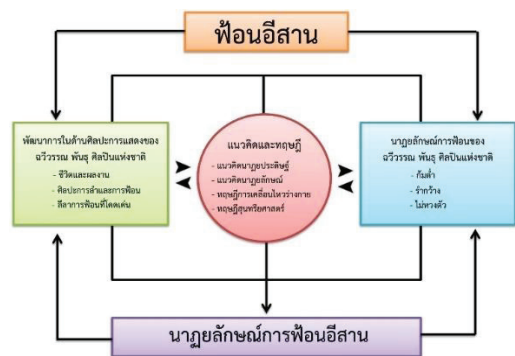 ฟ้อนอีสาน
พัฒนาการในด้านศิลปะการแสดงของ
ฉวีวรรณ พันธุ ศิลปินแห่งชาติ
- ชีวิตและผลงาน
- ศิลปะการลำและการฟ้อน
- ลีลาการฟ้อนที่โดดเด่น
แนวคิดและทฤษฎี
- แนวคิดนาฏยประดิษฐ์
- แนวคิดนาฏยลักษณ์
- ทฤษฎีการเคลื่อนไหวร่างกาย
- ทฤษฎีสุนทรียศาสตร์
นาฏยลักษณ์การฟ้อนของ
ฉวีวรรณ พันธุ ศิลปินแห่งชาติ
- ก้มต่ำ
- รำกว้าง
- ไม่หวงตัว
นาฏยลักษณ์การฟ้อนอีสาน